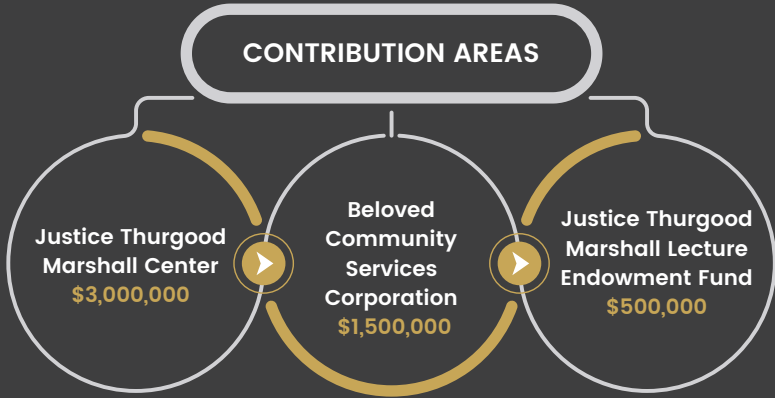 CONTRIBUTION AREAS
Justice Thurgood
Marshall Center
$3,000,000
Beloved
Community
Services
Corporation
$1,500,000
Justice Thurgood
Marshall Lecture
Endowment Fund
$500,000